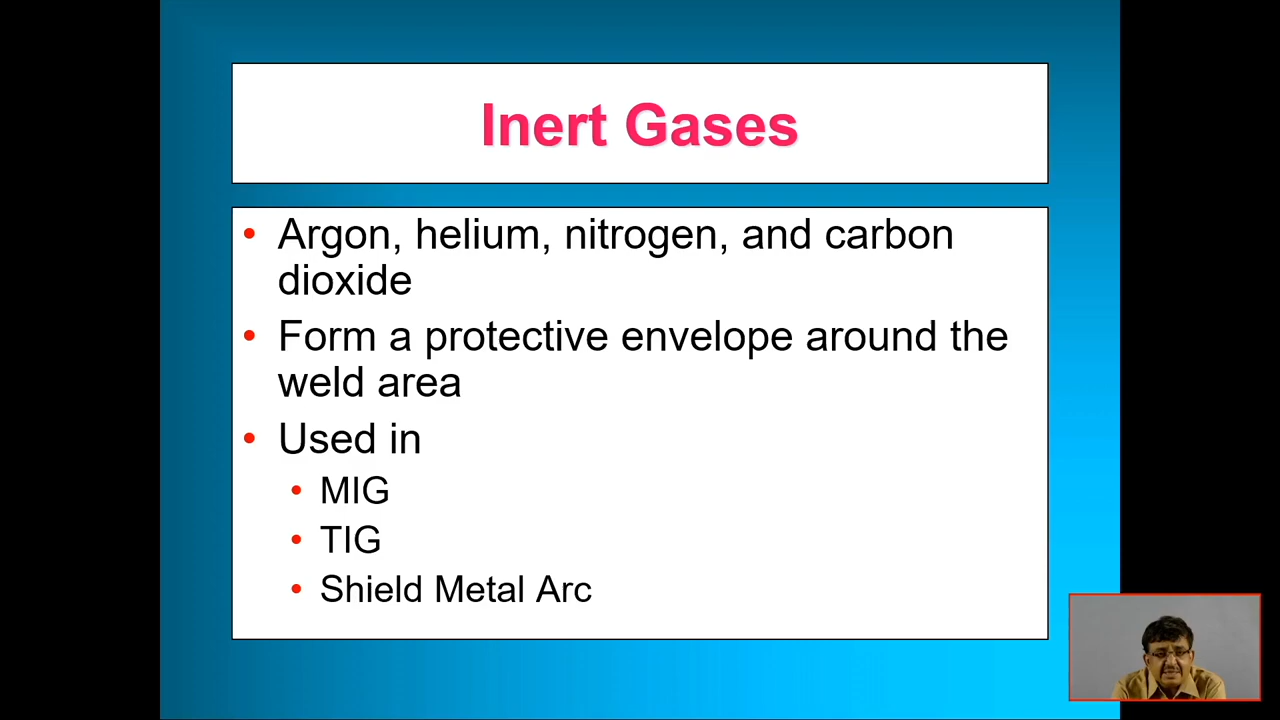 Inert Gases
• Argon, helium, nitrogen, and carbon
dioxide
• Form a protective envelope around the
weld area
• Used in
• MIG
• TIG
• Shield Metal Arc